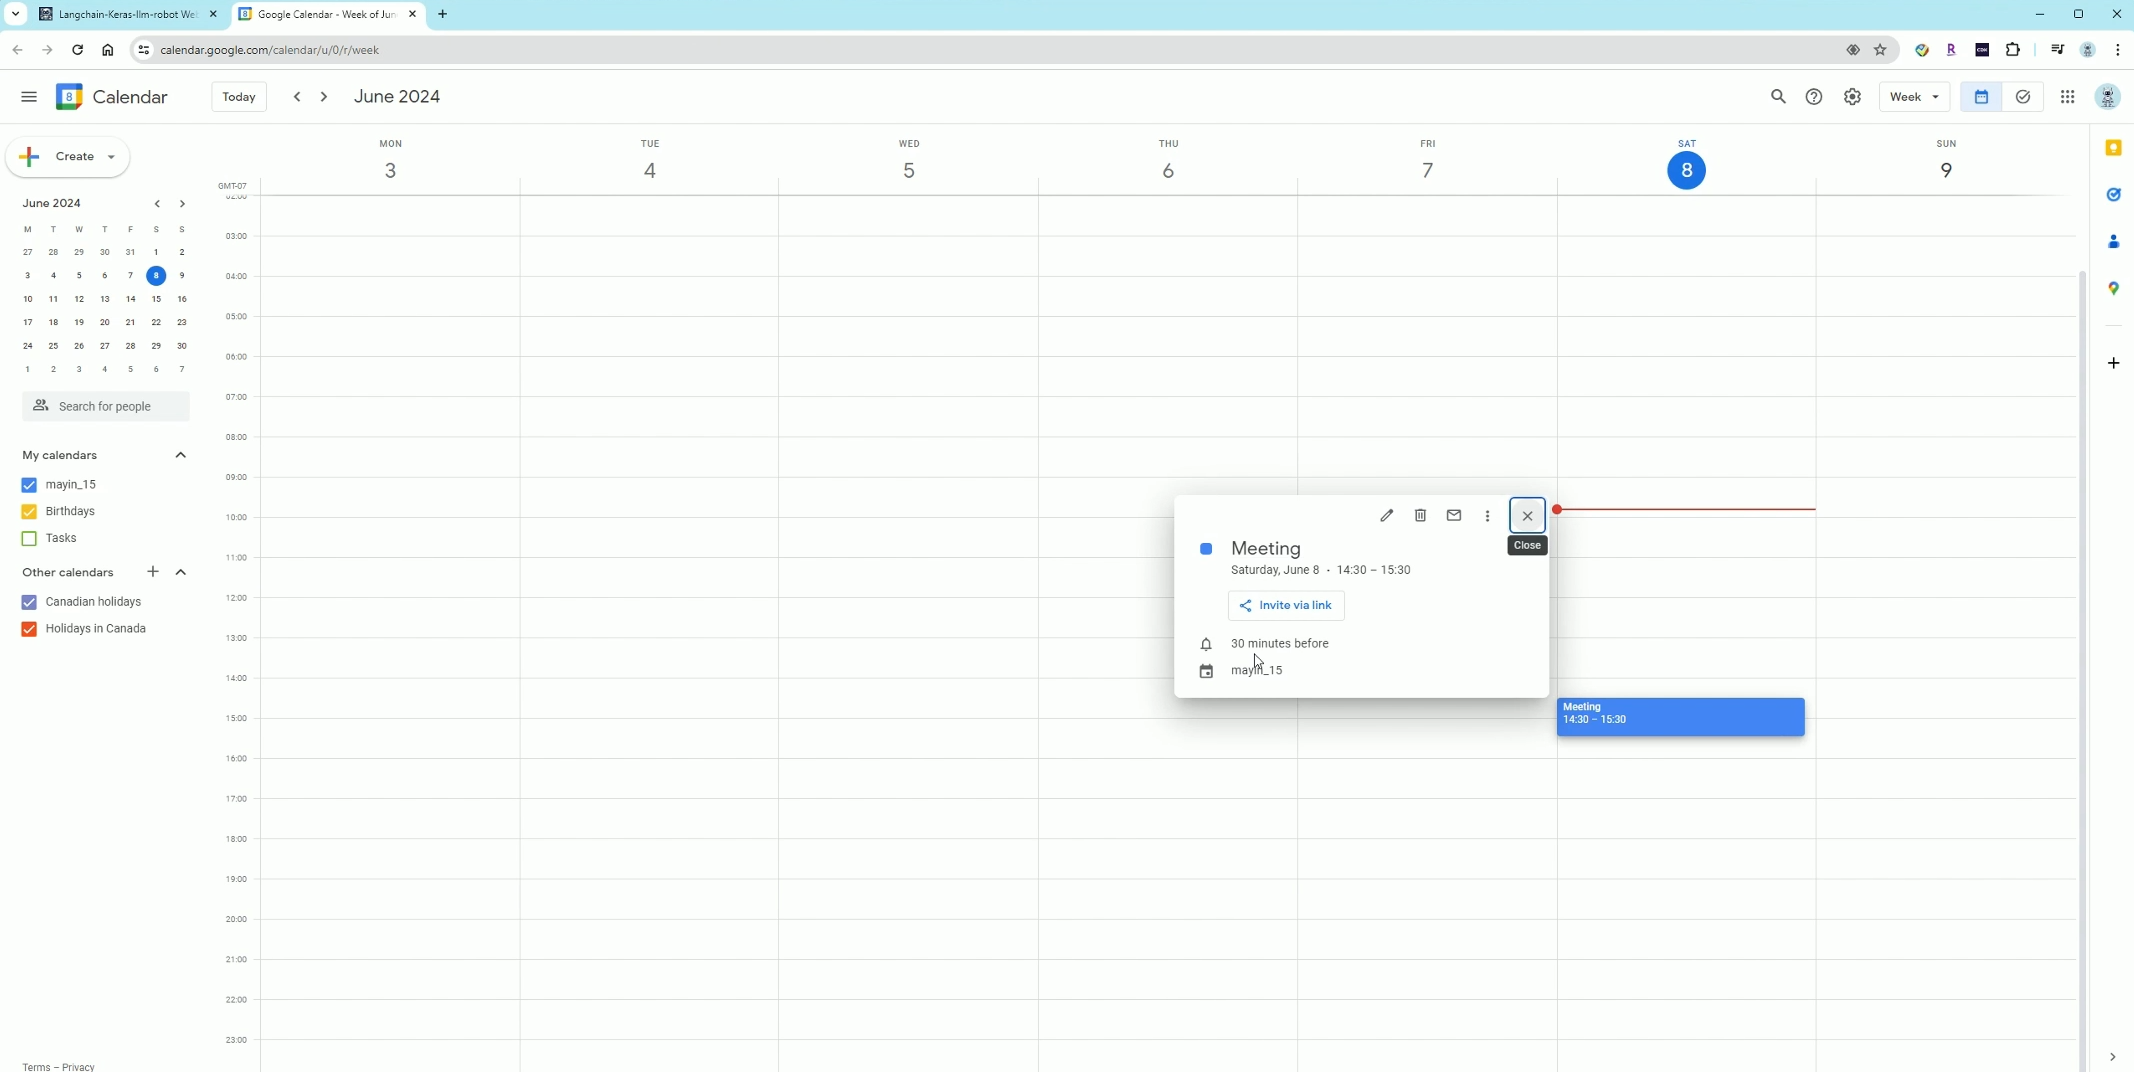 Langchain-Keras-llm-robot We
Google Calendar - Week of Jun
calendar.google.com/calendar/u/0/r/week
CDN
8
Calendar
Today
June 2024
Week
Create
June 2024
M T W T F S S
27 28 29 30 31 1 2
3 4 5 6 7 8 9
10 11 12 13 14 15 16
17 18 19 20 21 22 23
24 25 26 27 28 29 30
1 2 3 4 5 6 7
Search for people
My calendars
mayin_15
Birthdays
Tasks
Other calendars
Canadian holidays
Holidays in Canada
Terms – Privacy
MON TUE WED THU FRI SAT SUN
3 4 5 6 7 8 9
GMT-07
02:00
03:00
04:00
05:00
06:00
07:00
08:00
09:00
10:00
11:00
12:00
13:00
14:00
15:00
16:00
17:00
18:00
19:00
20:00
21:00
22:00
23:00
Close
Meeting
Saturday, June 8 · 14:30 – 15:30
Invite via link
30 minutes before
mayin_15
Meeting
14:30 – 15:30